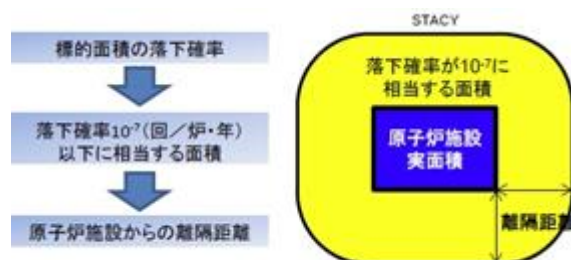 標的面積の落下確率
落下確率10⁻⁷(回／炉・年)
以下に相当する面積
原子炉施設からの離隔距離
STACY
落下確率が10⁻⁷に
相当する面積
原子炉施設
実面積
離隔距離